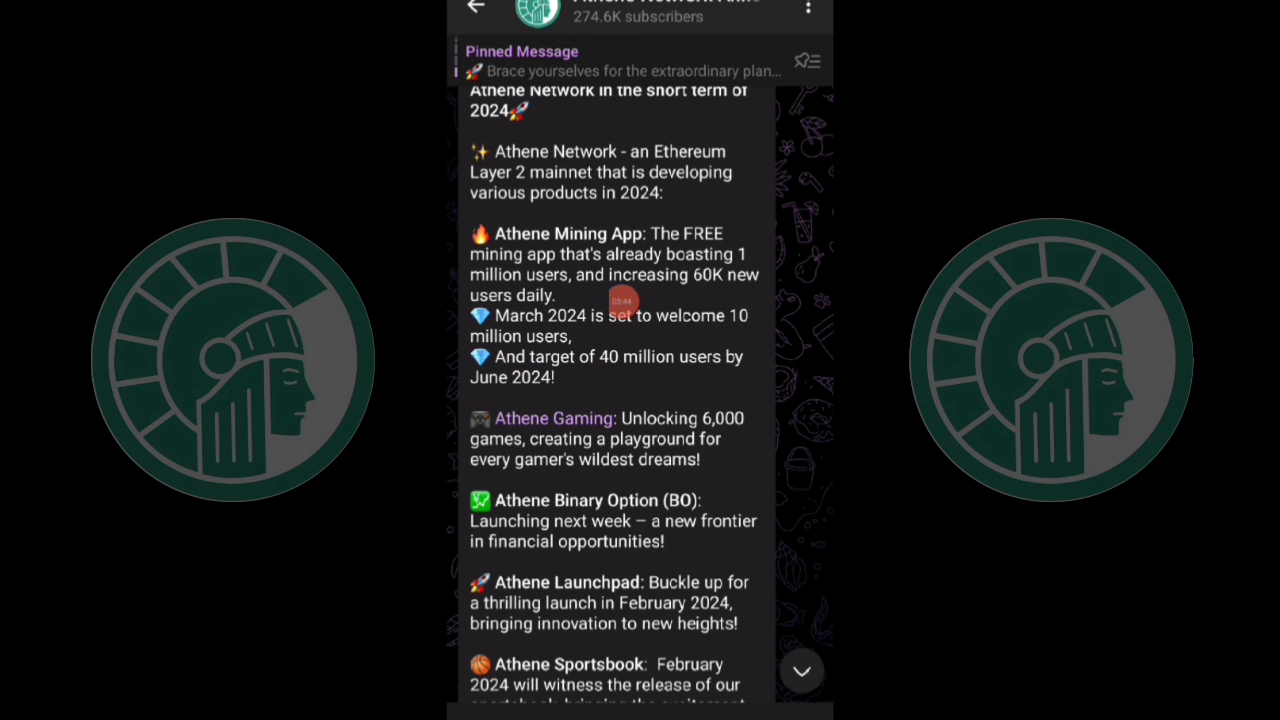 274.6K subscribers
Pinned Message
🚀 Brace yourselves for the extraordinary plan...
Athene Network in the short term of
2024🚀
✨ Athene Network - an Ethereum
Layer 2 mainnet that is developing
various products in 2024:
🔥 Athene Mining App: The FREE
mining app that's already boasting 1
million users, and increasing 60K new
users daily.
03:44
💎 March 2024 is set to welcome 10
million users,
💎 And target of 40 million users by
June 2024!
🎮 Athene Gaming: Unlocking 6,000
games, creating a playground for
every gamer's wildest dreams!
💹 Athene Binary Option (BO):
Launching next week – a new frontier
in financial opportunities!
🚀 Athene Launchpad: Buckle up for
a thrilling launch in February 2024,
bringing innovation to new heights!
🏀 Athene Sportsbook: February
2024 will witness the release of our